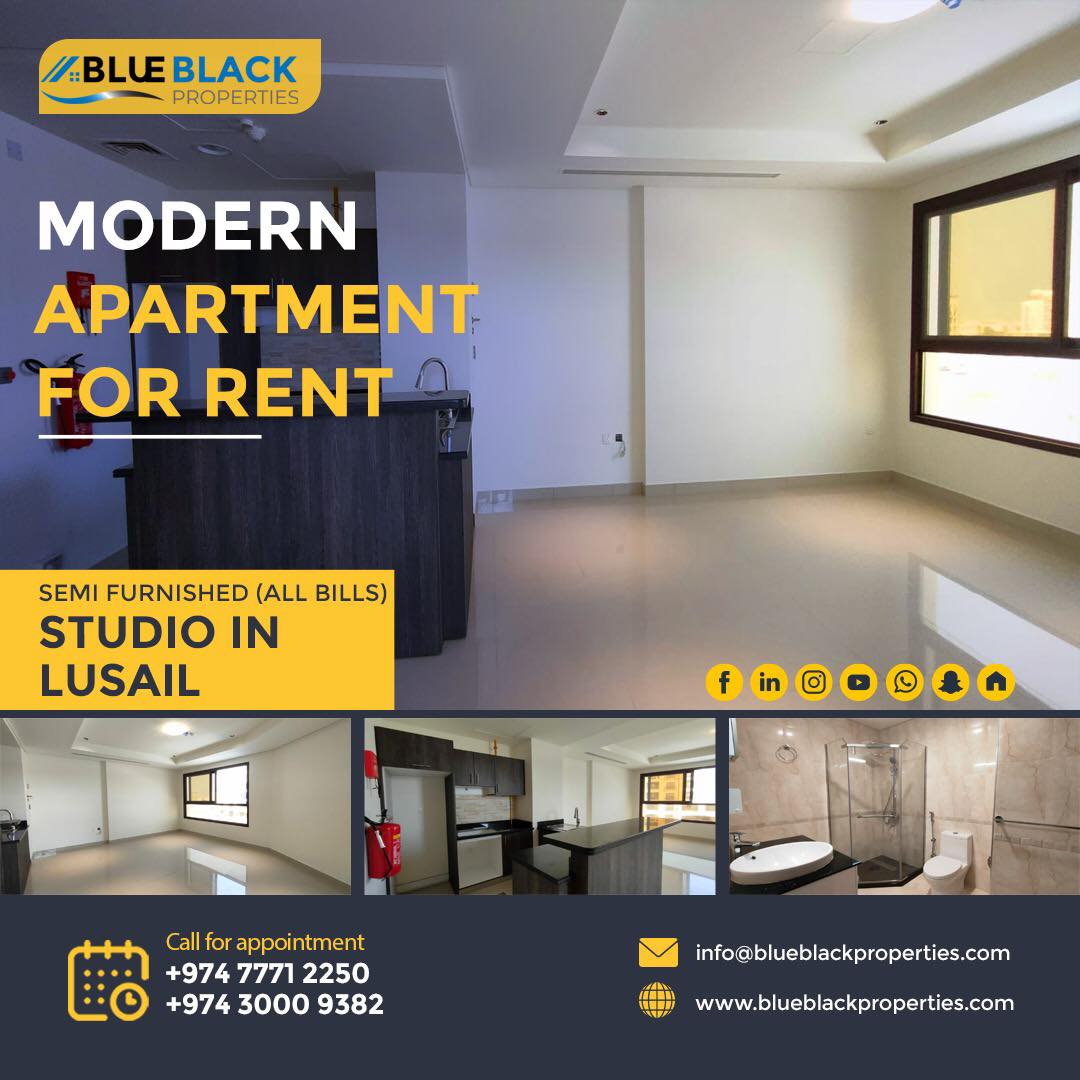 BLUE BLACK
PROPERTIES
MODERN
APARTMENT
FOR RENT
SEMI FURNISHED (ALL BILLS)
STUDIO IN
LUSAIL
Call for appointment
+974 7771 2250
+974 3000 9382
info@blueblackproperties.com
www.blueblackproperties.com